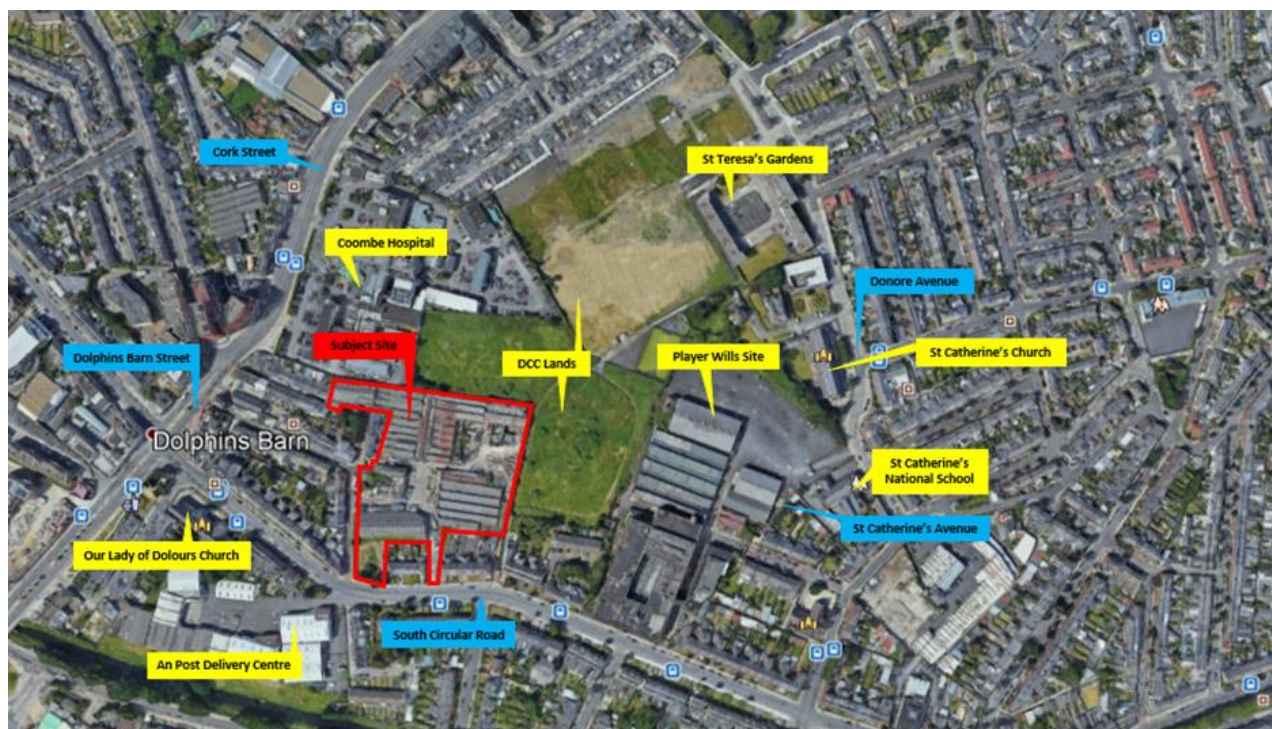 Cork Street
St Teresa's Gardens
Coombe Hospital
Donore Avenue
Subject Site
Dolphins Barn Street
DCC Lands
Player Wills Site
St Catherine's Church
Dolphins Barn
St Catherine's
National School
St Catherine's Avenue
Our Lady of Dolours Church
South Circular Road
An Post Delivery Centre